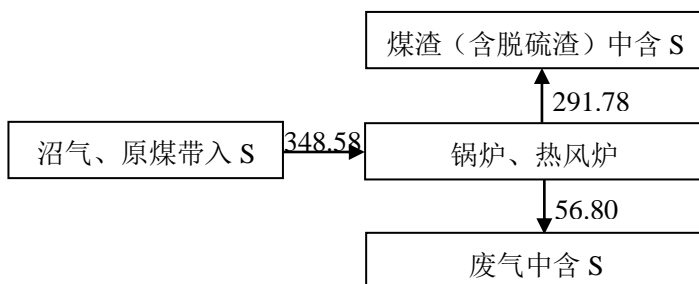 煤渣（含脱硫渣）中含 S
291.78
沼气、原煤带入 S
348.58
锅炉、热风炉
56.80
废气中含 S